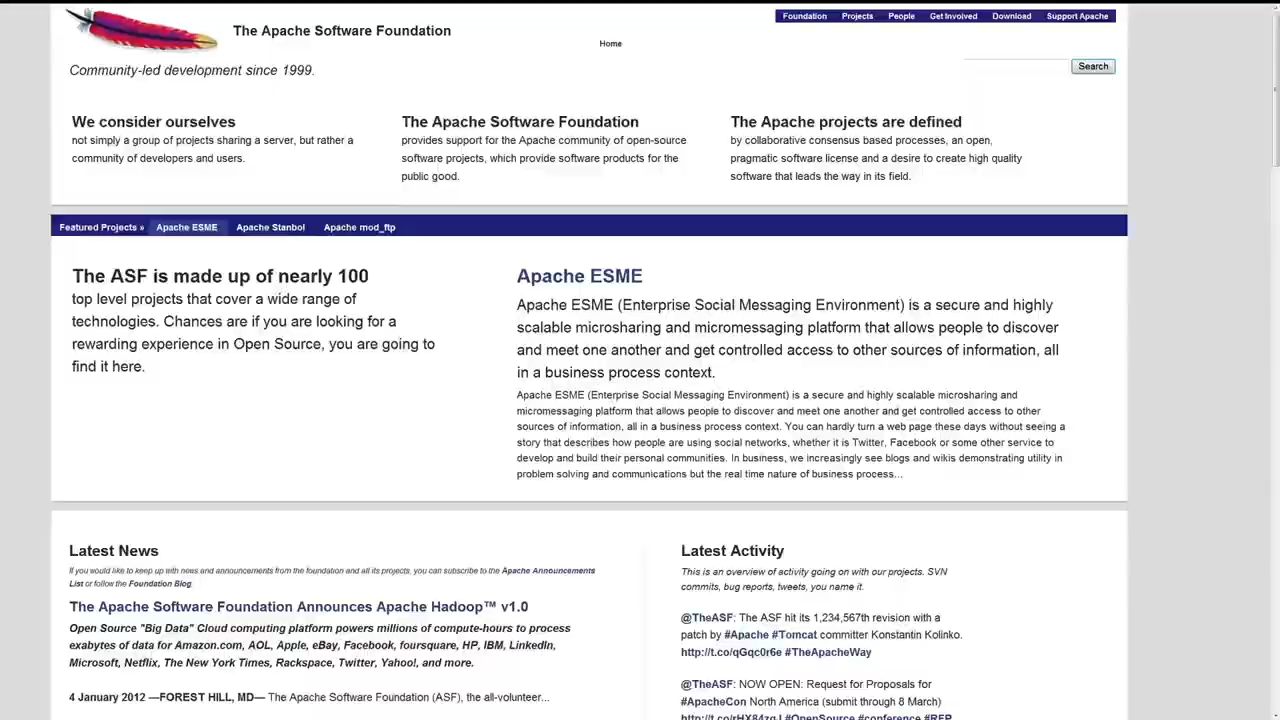 The Apache Software Foundation
Foundation Projects People Get Involved Download Support Apache
Home
Community-led development since 1999.
Search
We consider ourselves
not simply a group of projects sharing a server, but rather a
community of developers and users.
The Apache Software Foundation
provides support for the Apache community of open-source
software projects, which provide software products for the
public good.
The Apache projects are defined
by collaborative consensus based processes, an open,
pragmatic software license and a desire to create high quality
software that leads the way in its field.
Featured Projects » Apache ESME Apache Stanbol Apache mod_ftp
The ASF is made up of nearly 100
top level projects that cover a wide range of
technologies. Chances are if you are looking for a
rewarding experience in Open Source, you are going to
find it here.
Apache ESME
Apache ESME (Enterprise Social Messaging Environment) is a secure and highly
scalable microsharing and micromessaging platform that allows people to discover
and meet one another and get controlled access to other sources of information, all
in a business process context.
Apache ESME (Enterprise Social Messaging Environment) is a secure and highly scalable microsharing and
micromessaging platform that allows people to discover and meet one another and get controlled access to other
sources of information, all in a business process context. You can hardly turn a web page these days without seeing a
story that describes how people are using social networks, whether it is Twitter, Facebook or some other service to
develop and build their personal communities. In business, we increasingly see blogs and wikis demonstrating utility in
problem solving and communications but the real time nature of business process...
Latest News
If you would like to keep up with news and announcements from the foundation and all its projects, you can subscribe to the Apache Announcements
List or follow the Foundation Blog.
The Apache Software Foundation Announces Apache Hadoop™ v1.0
Open Source "Big Data" Cloud computing platform powers millions of compute-hours to process
exabytes of data for Amazon.com, AOL, Apple, eBay, Facebook, foursquare, HP, IBM, LinkedIn,
Microsoft, Netflix, The New York Times, Rackspace, Twitter, Yahoo!, and more.
4 January 2012 —FOREST HILL, MD— The Apache Software Foundation (ASF), the all-volunteer...
Latest Activity
This is an overview of activity going on with our projects. SVN
commits, bug reports, tweets, you name it.
@TheASF: The ASF hit its 1,234,567th revision with a
patch by #Apache #Tomcat committer Konstantin Kolinko.
http://t.co/qGqc0r6e #TheApacheWay
@TheASF: NOW OPEN: Request for Proposals for
#ApacheCon North America (submit through 8 March)
#OpenSource #conference #RFP